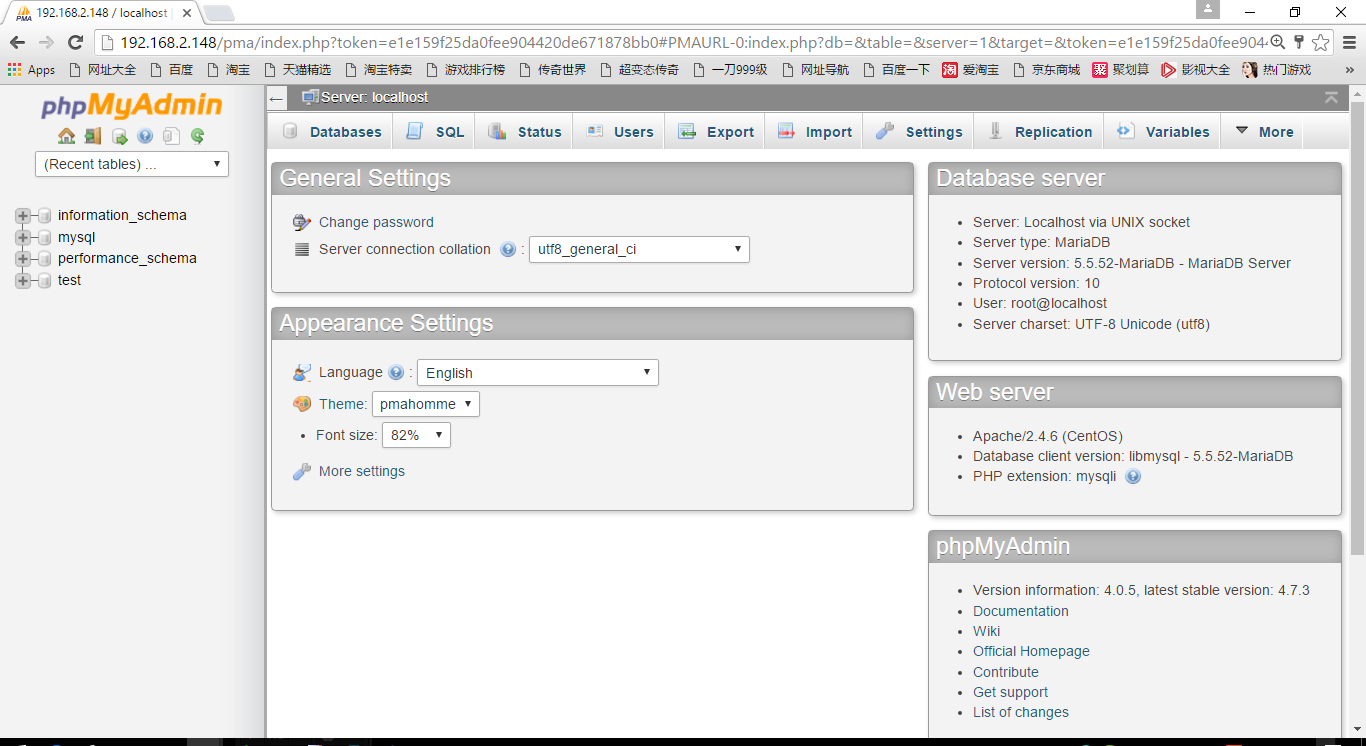 192.168.2.148 / localhost
192.168.2.148/pma/index.php?token=e1e159f25da0fee904420de671878bb0#PMAURL-0:index.php?db=&table=&server=1&target=&token=e1e159f25da0fee904
Apps 网址大全 百度 淘宝 天猫精选 淘宝特卖 游戏排行榜 传奇世界 超变态传奇 一刀999级 网址导航 百度一下 爱淘宝 京东商城 聚划算 影视大全 热门游戏 »
phpMyAdmin
(Recent tables) ...
information_schema
mysql
performance_schema
test
Server: localhost
Databases SQL Status Users Export Import Settings Replication Variables More
General Settings
Change password
Server connection collation : utf8_general_ci
Appearance Settings
Language : English
Theme: pmahomme
Font size: 82%
More settings
Database server
Server: Localhost via UNIX socket
Server type: MariaDB
Server version: 5.5.52-MariaDB - MariaDB Server
Protocol version: 10
User: root@localhost
Server charset: UTF-8 Unicode (utf8)
Web server
Apache/2.4.6 (CentOS)
Database client version: libmysql - 5.5.52-MariaDB
PHP extension: mysqli
phpMyAdmin
Version information: 4.0.5, latest stable version: 4.7.3
Documentation
Wiki
Official Homepage
Contribute
Get support
List of changes